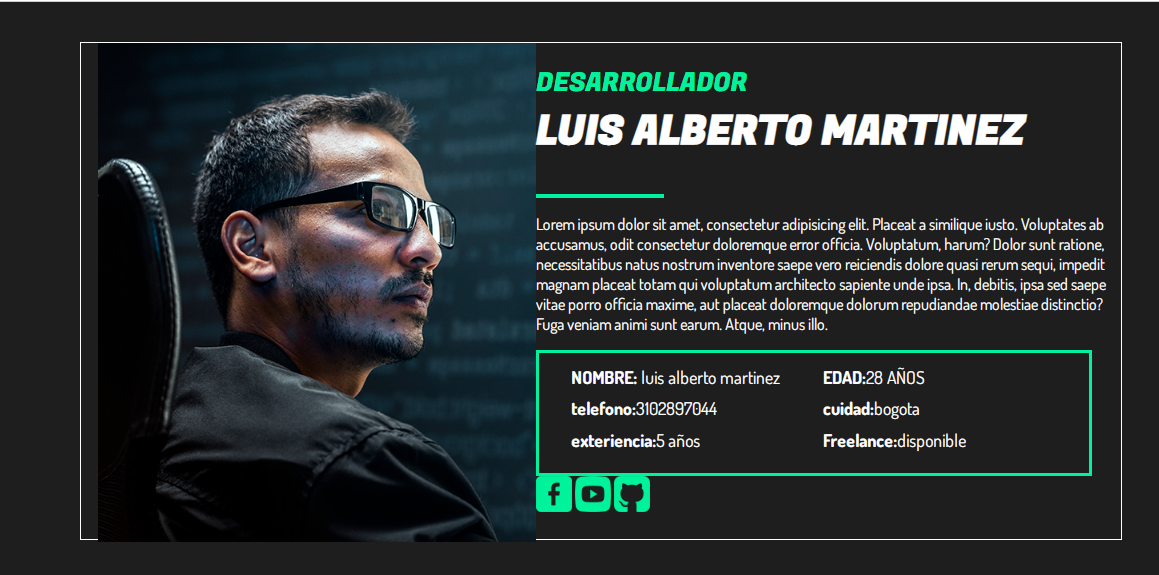 DESARROLLADOR
LUIS ALBERTO MARTINEZ
Lorem ipsum dolor sit amet, consectetur adipisicing elit. Placeat a similique iusto. Voluptates ab
accusamus, odit consectetur doloremque error officia. Voluptatum, harum? Dolor sunt ratione,
necessitatibus natus nostrum inventore saepe vero reiciendis dolore quasi rerum sequi, impedit
magnam placeat totam qui voluptatum architecto sapiente unde ipsa. In, debitis, ipsa sed saepe
vitae porro officia maxime, aut placeat doloremque dolorum repudiandae molestiae distinctio?
Fuga veniam animi sunt earum. Atque, minus illo.
NOMBRE: luis alberto martinez
EDAD:28 AÑOS
telefono:3102897044
cuidad:bogota
exteriencia:5 años
Freelance:disponible